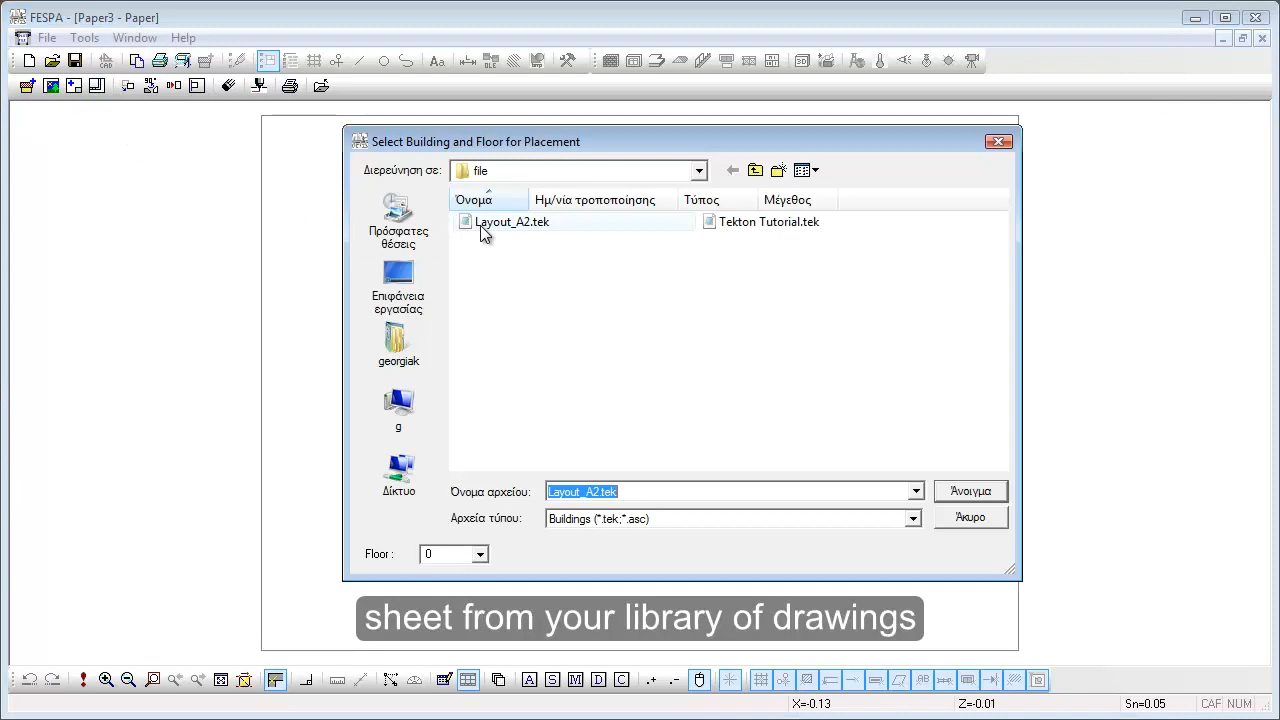 FESPA - [Paper3 - Paper]
File Tools Window Help
Select Building and Floor for Placement
Διερεύνηση σε: file
Όνομα Ημ/νία τροποποίησης Τύπος Μέγεθος
Layout_A2.tek Tekton Tutorial.tek
Πρόσφατες
θέσεις
Επιφάνεια
εργασίας
georgiak
g
Δίκτυο
Όνομα αρχείου: Layout_A2.tek Άνοιγμα
Αρχεία τύπου: Buildings (*.tek;*.asc) Άκυρο
Floor : 0
sheet from your library of drawings
A S M D C
X=-0.13 Z=-0.01 Sn=0.05 CAF NUM